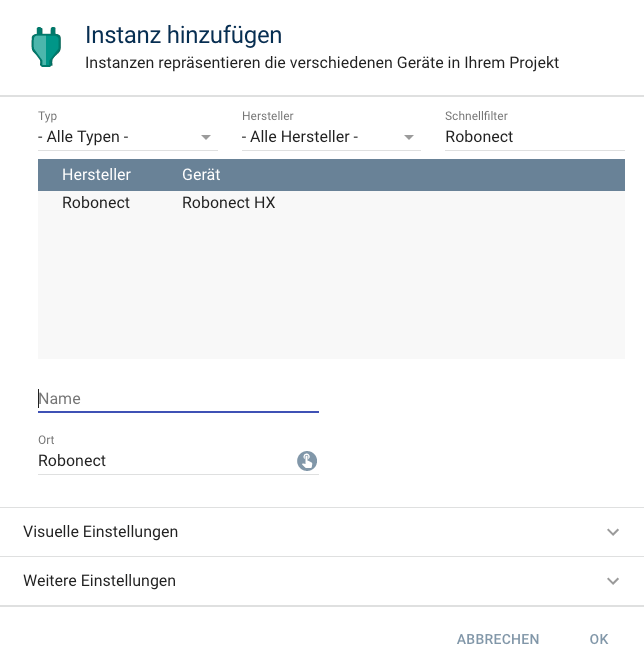 Instanz hinzufügen
Instanzen repräsentieren die verschiedenen Geräte in Ihrem Projekt
Typ Hersteller Schnellfilter
- Alle Typen - - Alle Hersteller - Robonect
Hersteller Gerät
Robonect Robonect HX
Name
Ort
Robonect
Visuelle Einstellungen
Weitere Einstellungen
ABBRECHEN OK